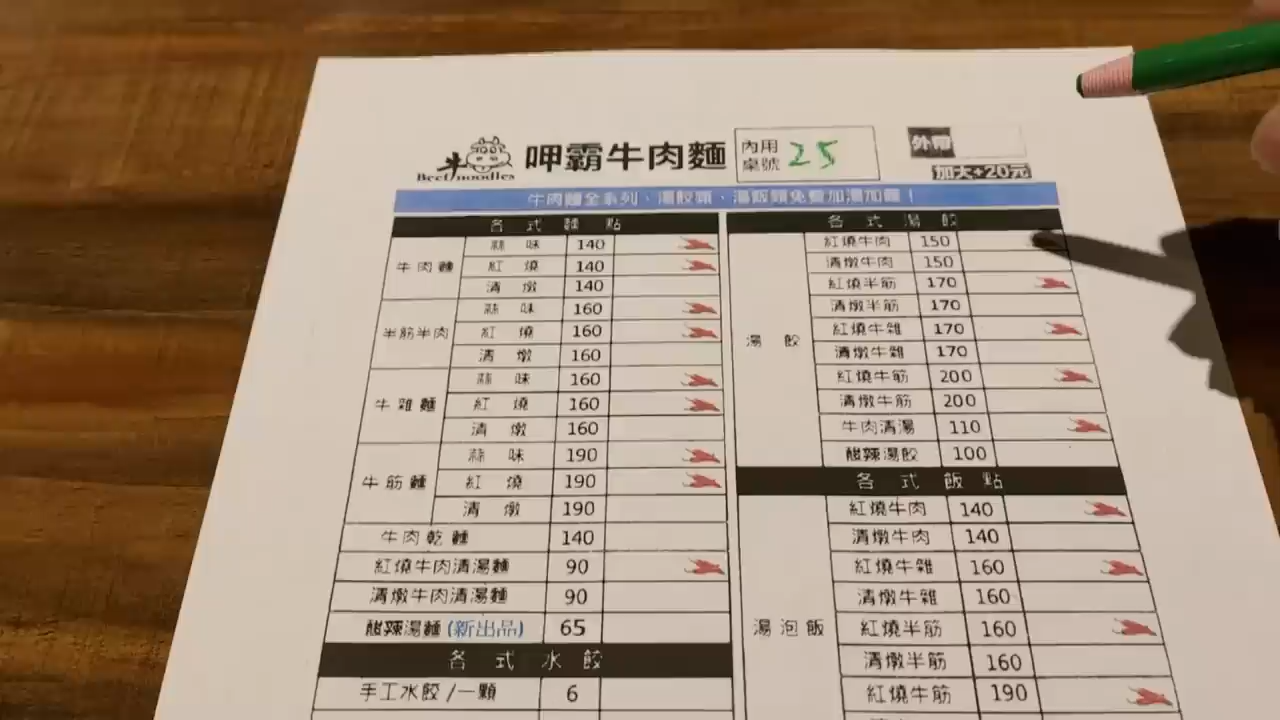 Beef noodles
呷霸牛肉麵
內用桌號 25
外帶
加大+20元
牛肉麵全系列、湯餃類、湯飯類免費加湯加麵！
各式麵點
牛肉麵
蒜味 140
紅燒 140
清燉 140
半筋半肉
蒜味 160
紅燒 160
清燉 160
牛雜麵
蒜味 160
紅燒 160
清燉 160
牛筋麵
蒜味 190
紅燒 190
清燉 190
牛肉乾麵 140
紅燒牛肉清湯麵 90
清燉牛肉清湯麵 90
酸辣湯麵(新出品) 65
各式水餃
手工水餃/一顆 6
各式湯餃
湯餃
紅燒牛肉 150
清燉牛肉 150
紅燒半筋 170
清燉半筋 170
紅燒牛雜 170
清燉牛雜 170
紅燒牛筋 200
清燉牛筋 200
牛肉清湯 110
酸辣湯餃 100
各式飯點
湯泡飯
紅燒牛肉 140
清燉牛肉 140
紅燒牛雜 160
清燉牛雜 160
紅燒半筋 160
清燉半筋 160
紅燒牛筋 190